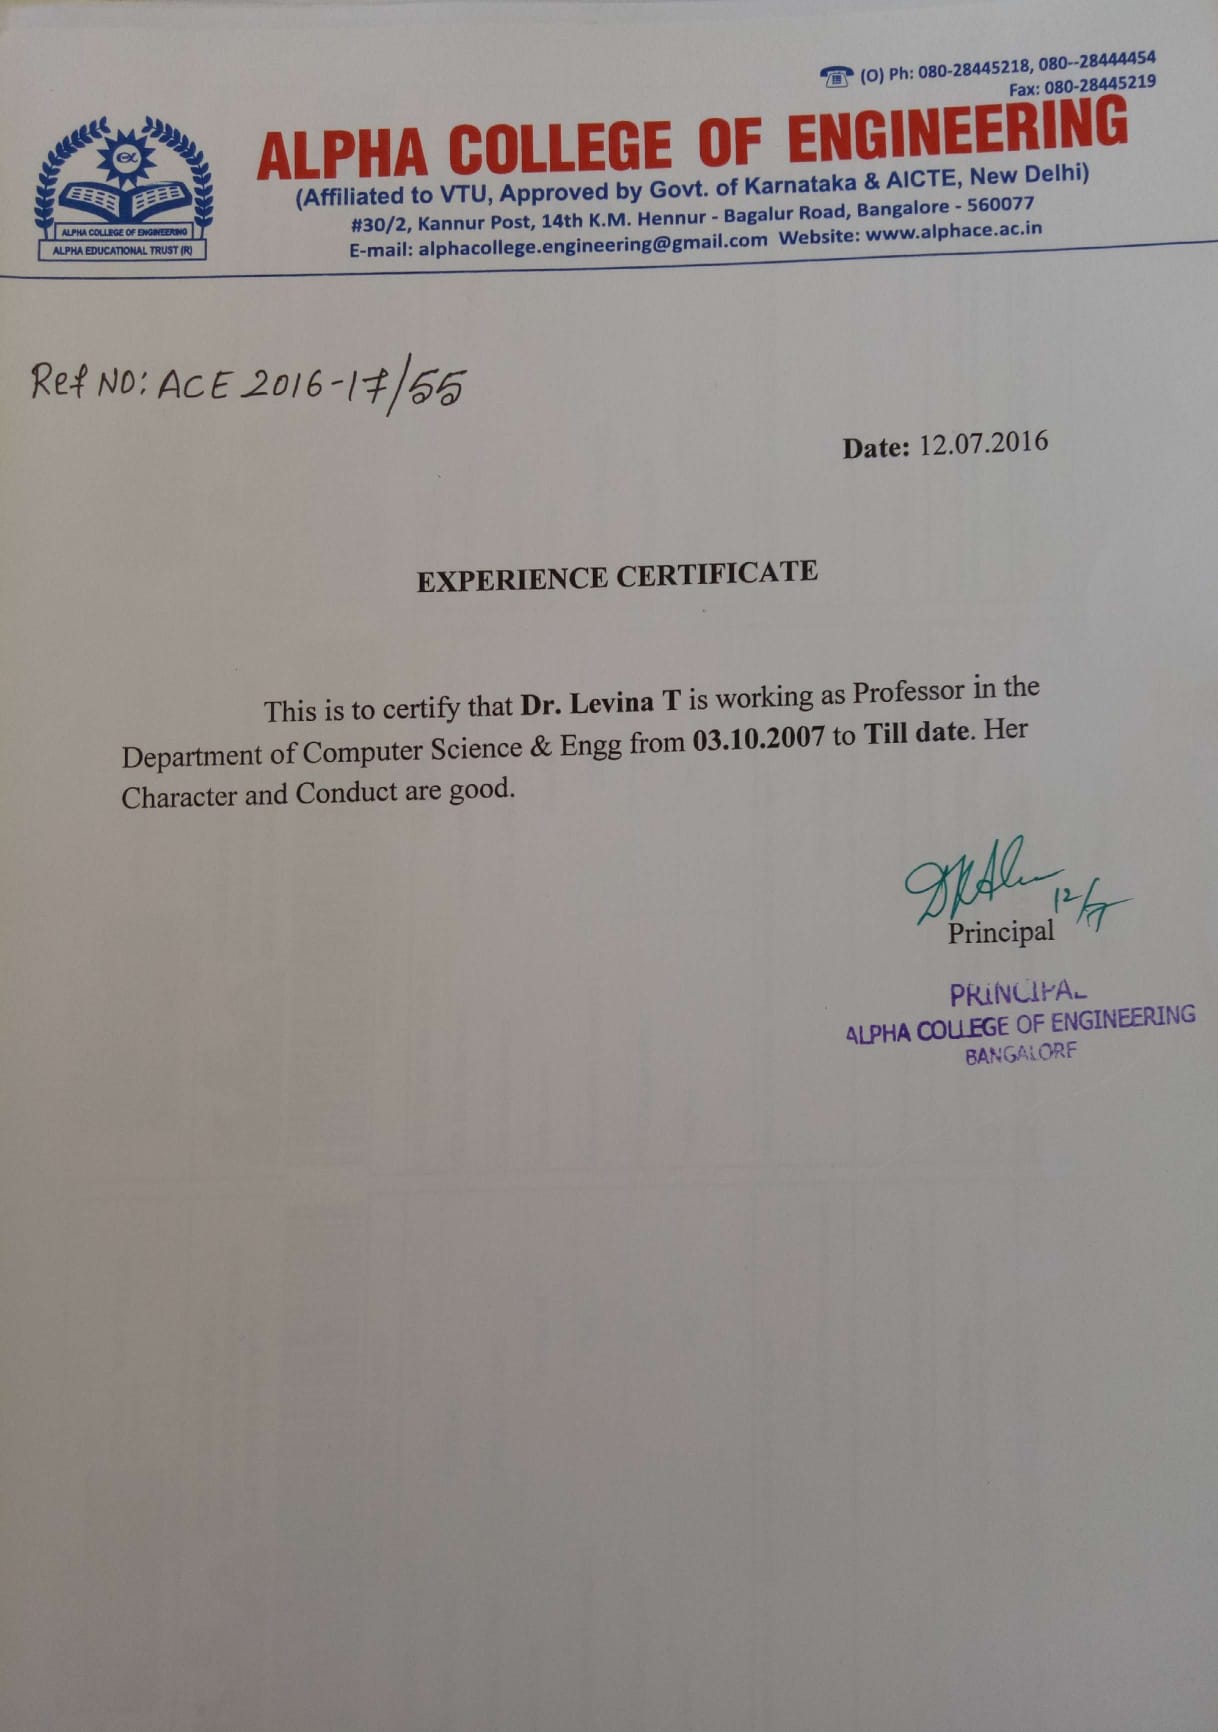 (O) Ph: 080-28445218, 080--28444454
Fax: 080-28445219
ALPHA COLLEGE OF ENGINEERING
(Affiliated to VTU, Approved by Govt. of Karnataka & AICTE, New Delhi)
#30/2, Kannur Post, 14th K.M. Hennur - Bagalur Road, Bangalore - 560077
E-mail: alphacollege.engineering@gmail.com Website: www.alphace.ac.in
ALPHA COLLEGE OF ENGINEERING
ALPHA EDUCATIONAL TRUST (R)
Ref NO: ACE 2016-17/55
Date: 12.07.2016
EXPERIENCE CERTIFICATE
This is to certify that Dr. Levina T is working as Professor in the
Department of Computer Science & Engg from 03.10.2007 to Till date. Her
Character and Conduct are good.
12/7
Principal
PRINCIPAL
ALPHA COLLEGE OF ENGINEERING
BANGALORE